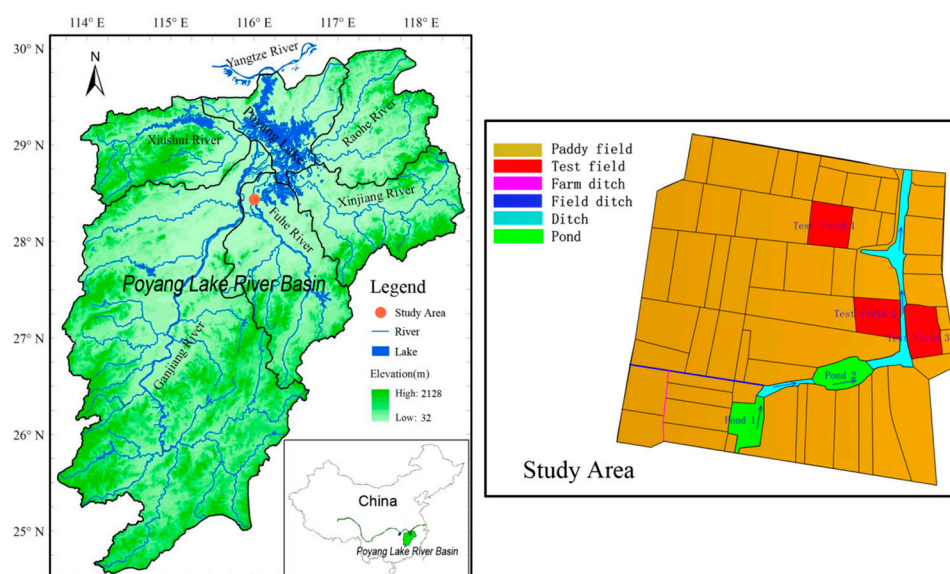 114° E
115° E
116° E
117° E
118° E
30° N
29° N
28° N
27° N
26° N
25° N
N
Yangtze River
Poyang Lake
Raohe River
Xiushui River
Xinjiang River
Fuhe River
Poyang Lake River Basin
Ganjiang River
Legend
Study Area
River
Lake
Elevation(m)
High: 2128
Low: 32
China
Poyang Lake River Basin
Paddy field
Test field
Farm ditch
Field ditch
Ditch
Pond
Test field 1
Test field 2
Test field 3
Pond 2
Pond 1
Study Area